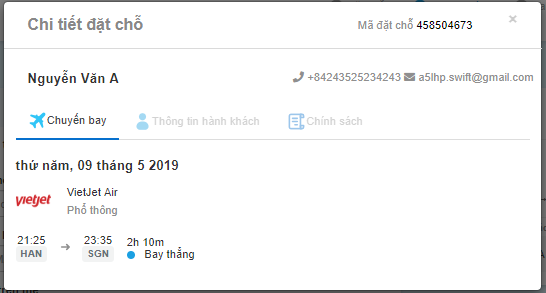 Chi tiết đặt chỗ
Mã đặt chỗ 458504673 ×
Nguyễn Văn A
+84243525234243 a5lhp.swift@gmail.com
Chuyến bay Thông tin hành khách Chính sách
thứ năm, 09 tháng 5 2019
vietjet
VietJet Air
Phổ thông
21:25 → 23:35 2h 10m
HAN SGN Bay thẳng